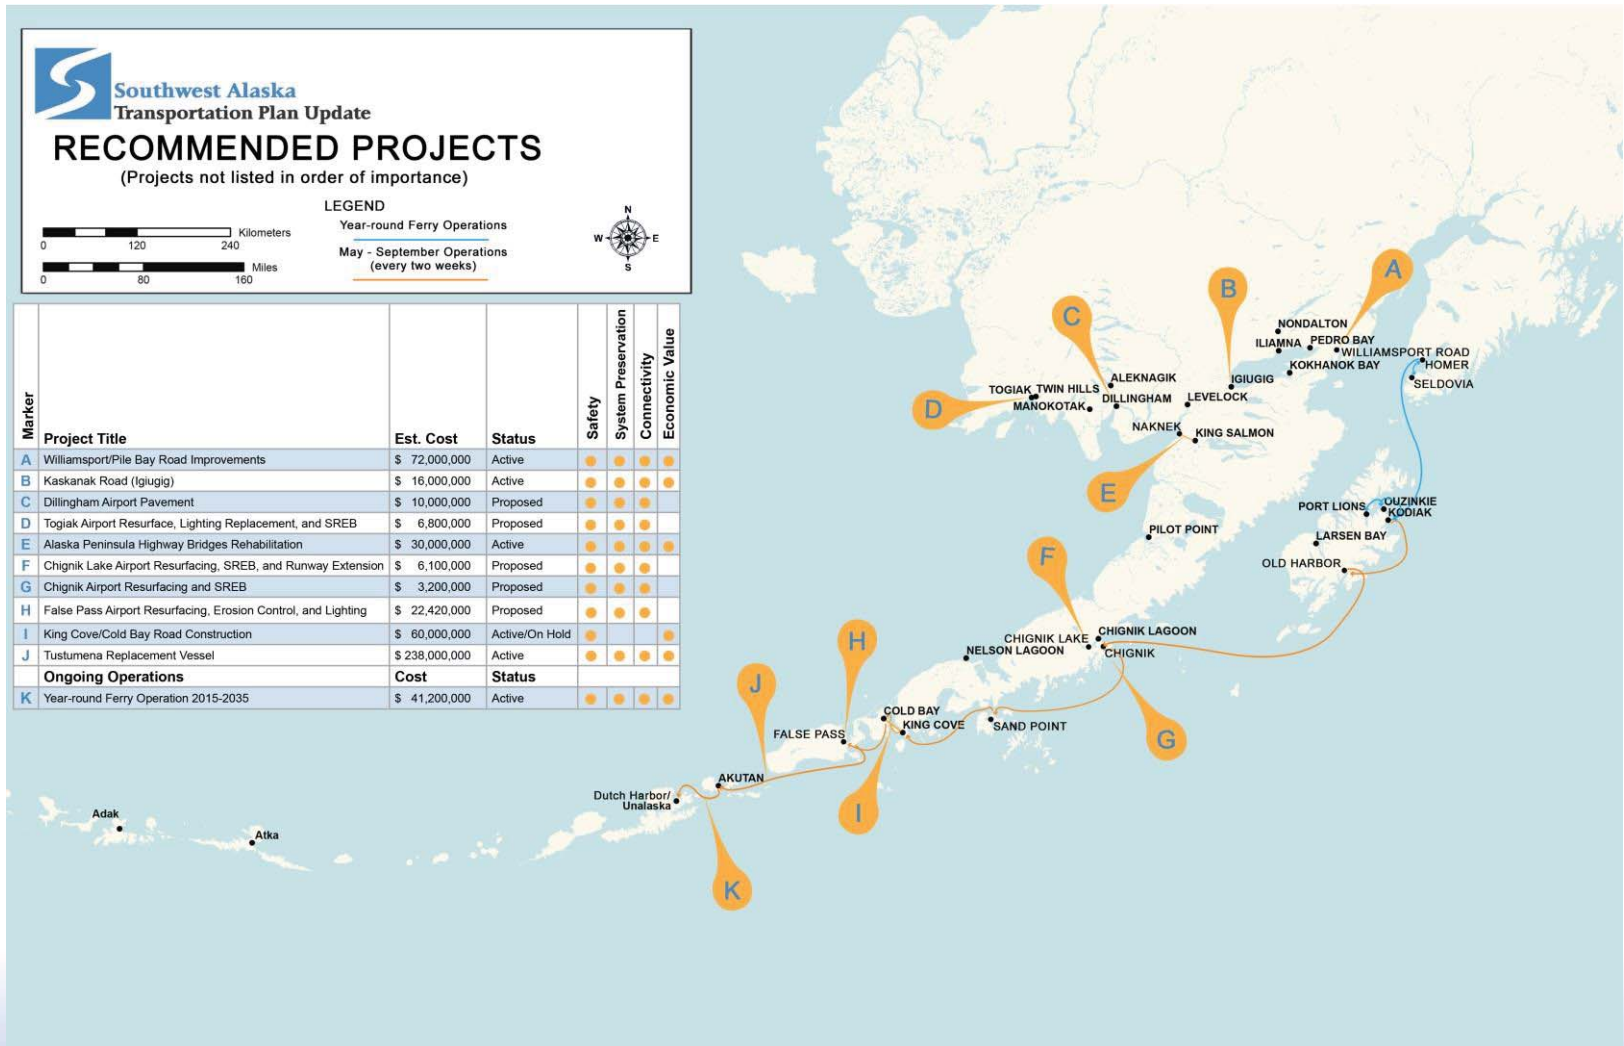 Southwest Alaska
Transportation Plan Update
RECOMMENDED PROJECTS
(Projects not listed in order of importance)
LEGEND
Year-round Ferry Operations
May - September Operations
(every two weeks)
0 120 240 Kilometers
0 80 160 Miles
N
W E
S
Marker Project Title Est. Cost Status Safety System Preservation Connectivity Economic Value
A Williamsport/Pile Bay Road Improvements $ 72,000,000 Active
B Kaskanak Road (Igiugig) $ 16,000,000 Active
C Dillingham Airport Pavement $ 10,000,000 Proposed
D Togiak Airport Resurface, Lighting Replacement, and SREB $ 6,800,000 Proposed
E Alaska Peninsula Highway Bridges Rehabilitation $ 30,000,000 Active
F Chignik Lake Airport Resurfacing, SREB, and Runway Extension $ 6,100,000 Proposed
G Chignik Airport Resurfacing and SREB $ 3,200,000 Proposed
H False Pass Airport Resurfacing, Erosion Control, and Lighting $ 22,420,000 Proposed
I King Cove/Cold Bay Road Construction $ 60,000,000 Active/On Hold
J Tustumena Replacement Vessel $ 238,000,000 Active
Ongoing Operations Cost Status
K Year-round Ferry Operation 2015-2035 $ 41,200,000 Active
A
B
C
D
E
F
G
H
I
J
K
NONDALTON
ILIAMNA
PEDRO BAY
WILLIAMSPORT ROAD
HOMER
KOKHANOK BAY
SELDOVIA
IGIUGIG
LEVELOCK
ALEKNAGIK
TOGIAK
TWIN HILLS
MANOKOTAK
DILLINGHAM
NAKNEK
KING SALMON
PORT LIONS
OUZINKIE
KODIAK
LARSEN BAY
OLD HARBOR
PILOT POINT
CHIGNIK LAGOON
CHIGNIK LAKE
CHIGNIK
NELSON LAGOON
SAND POINT
COLD BAY
KING COVE
FALSE PASS
AKUTAN
Dutch Harbor/
Unalaska
Adak
Atka